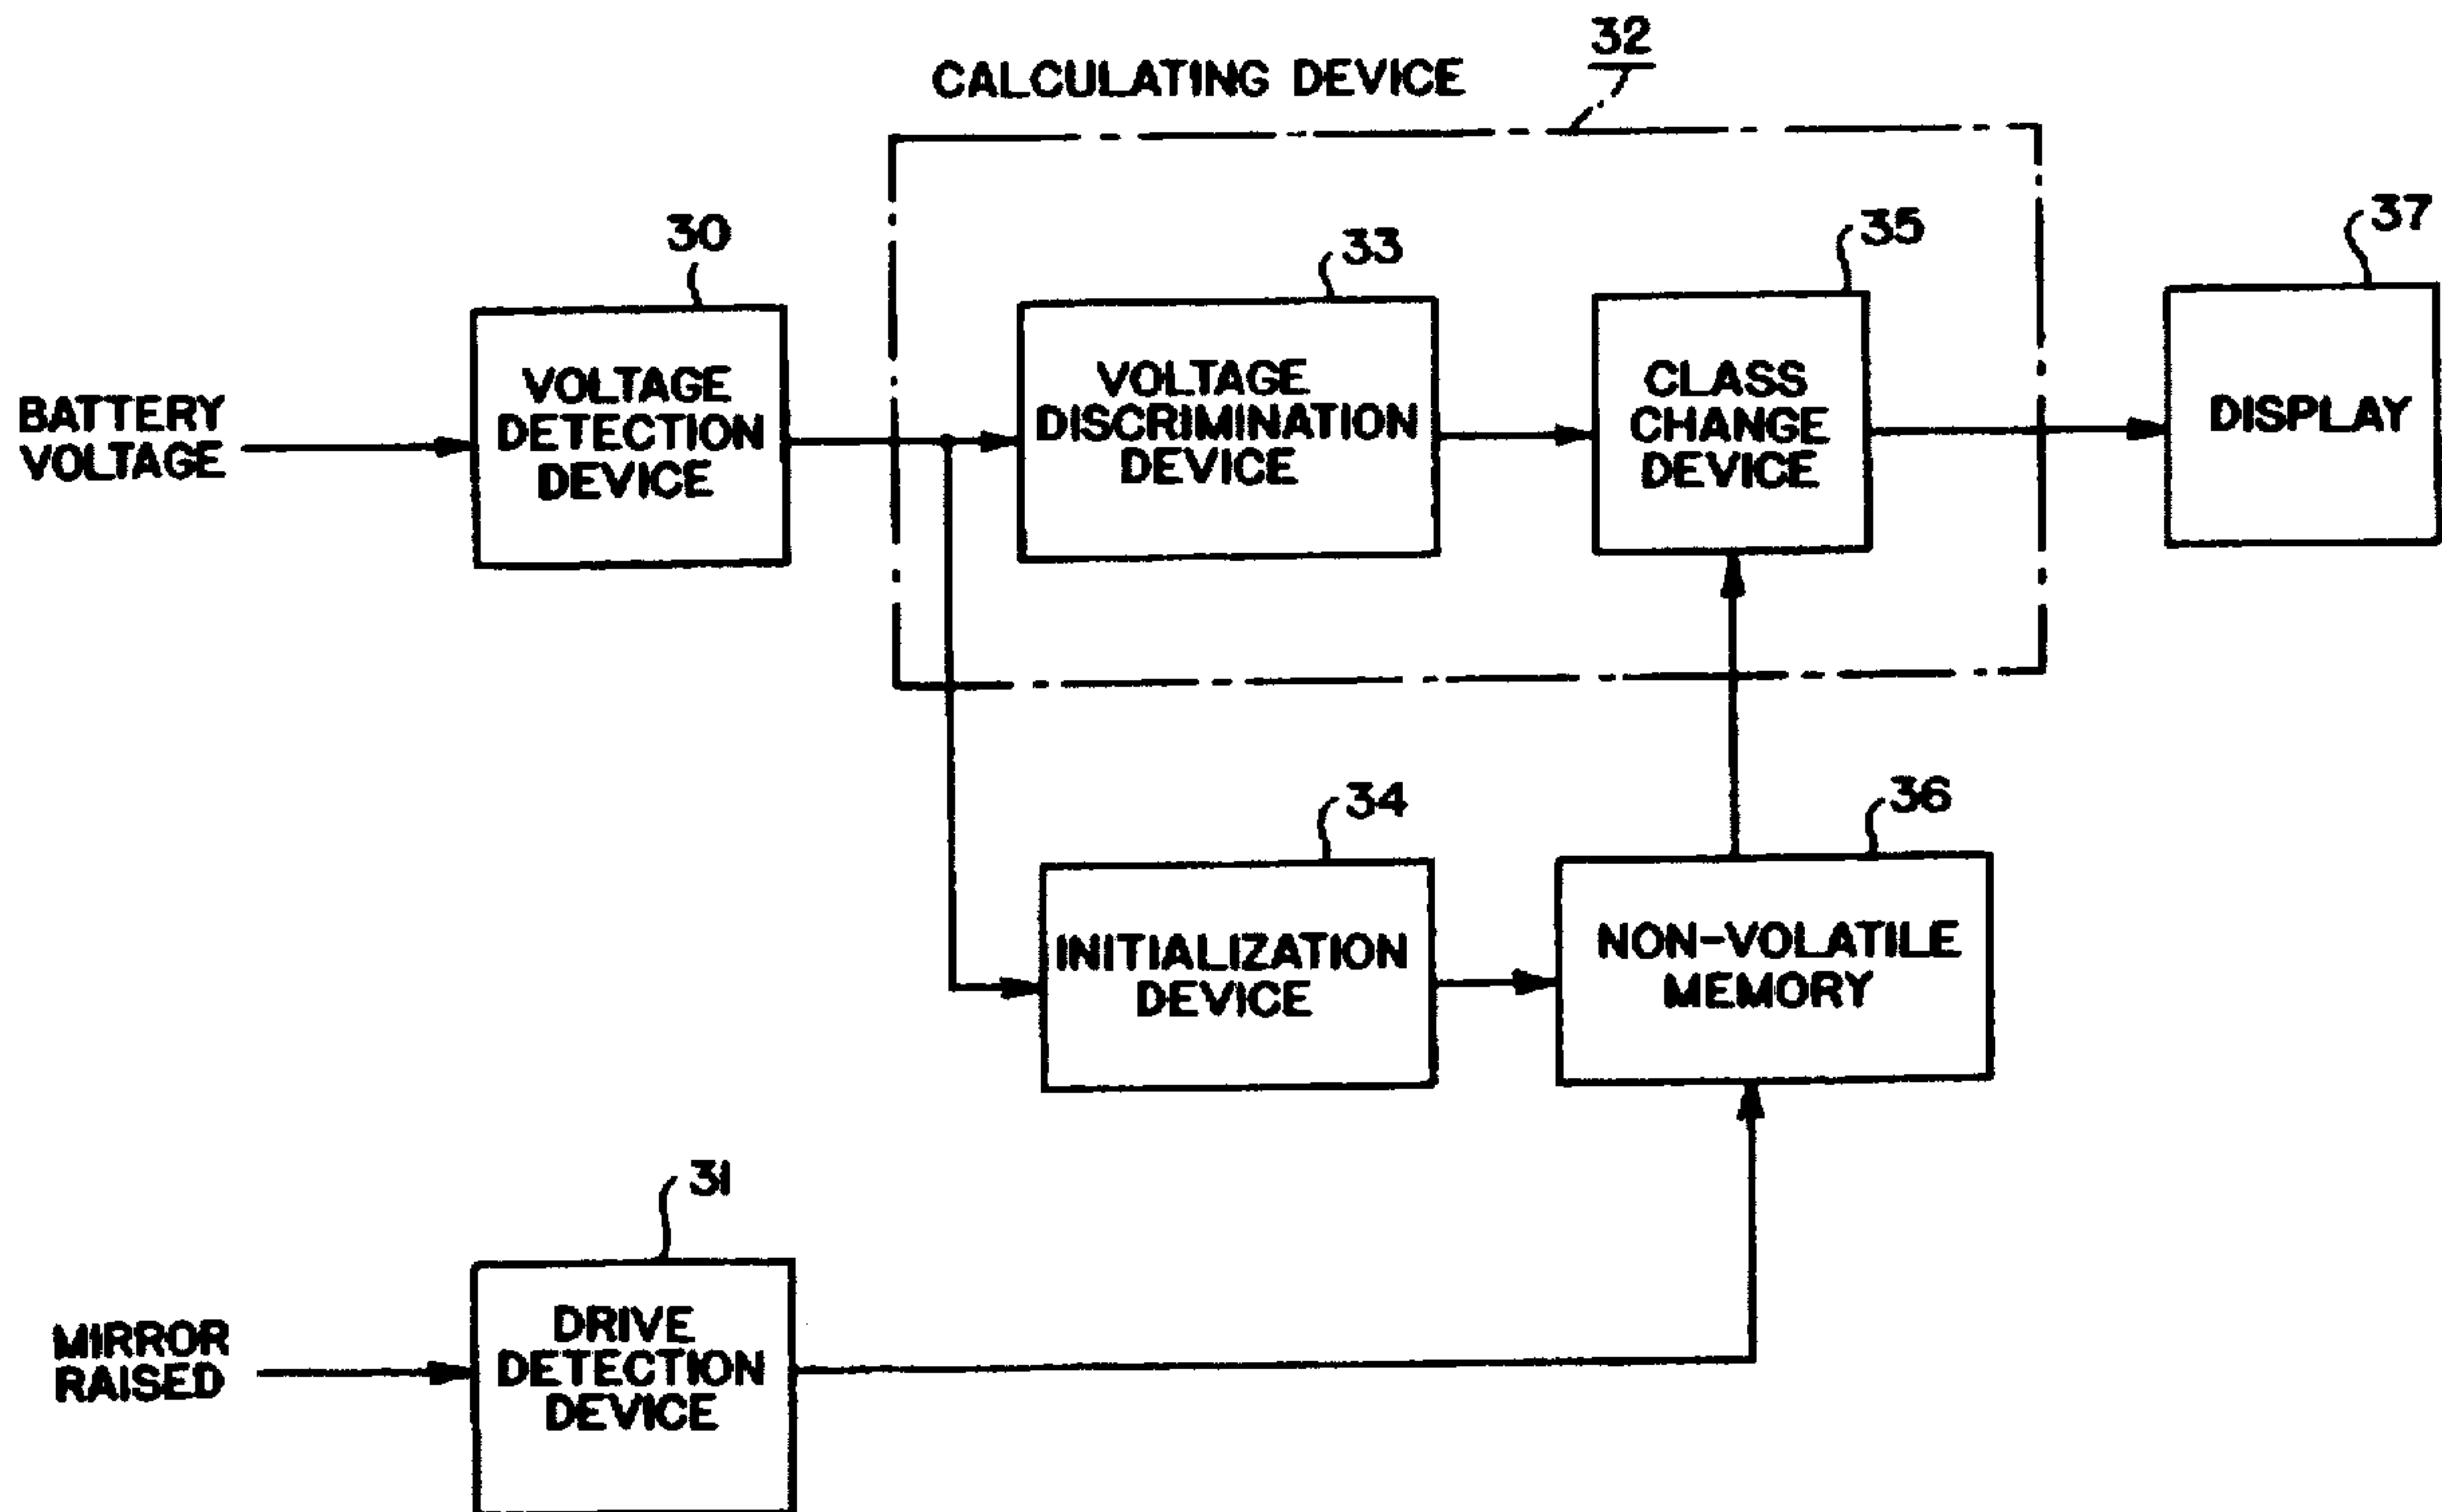 32
CALCULATING DEVICE
30
33
35
37
BATTERY
VOLTAGE
VOLTAGE
DETECTION
DEVICE
VOLTAGE
DISCRIMINATION
DEVICE
CLASS
CHANGE
DEVICE
DISPLAY
34
36
INITIALIZATION
DEVICE
NON-VOLATILE
MEMORY
31
MIRROR
RAISED
DRIVE
DETECTION
DEVICE